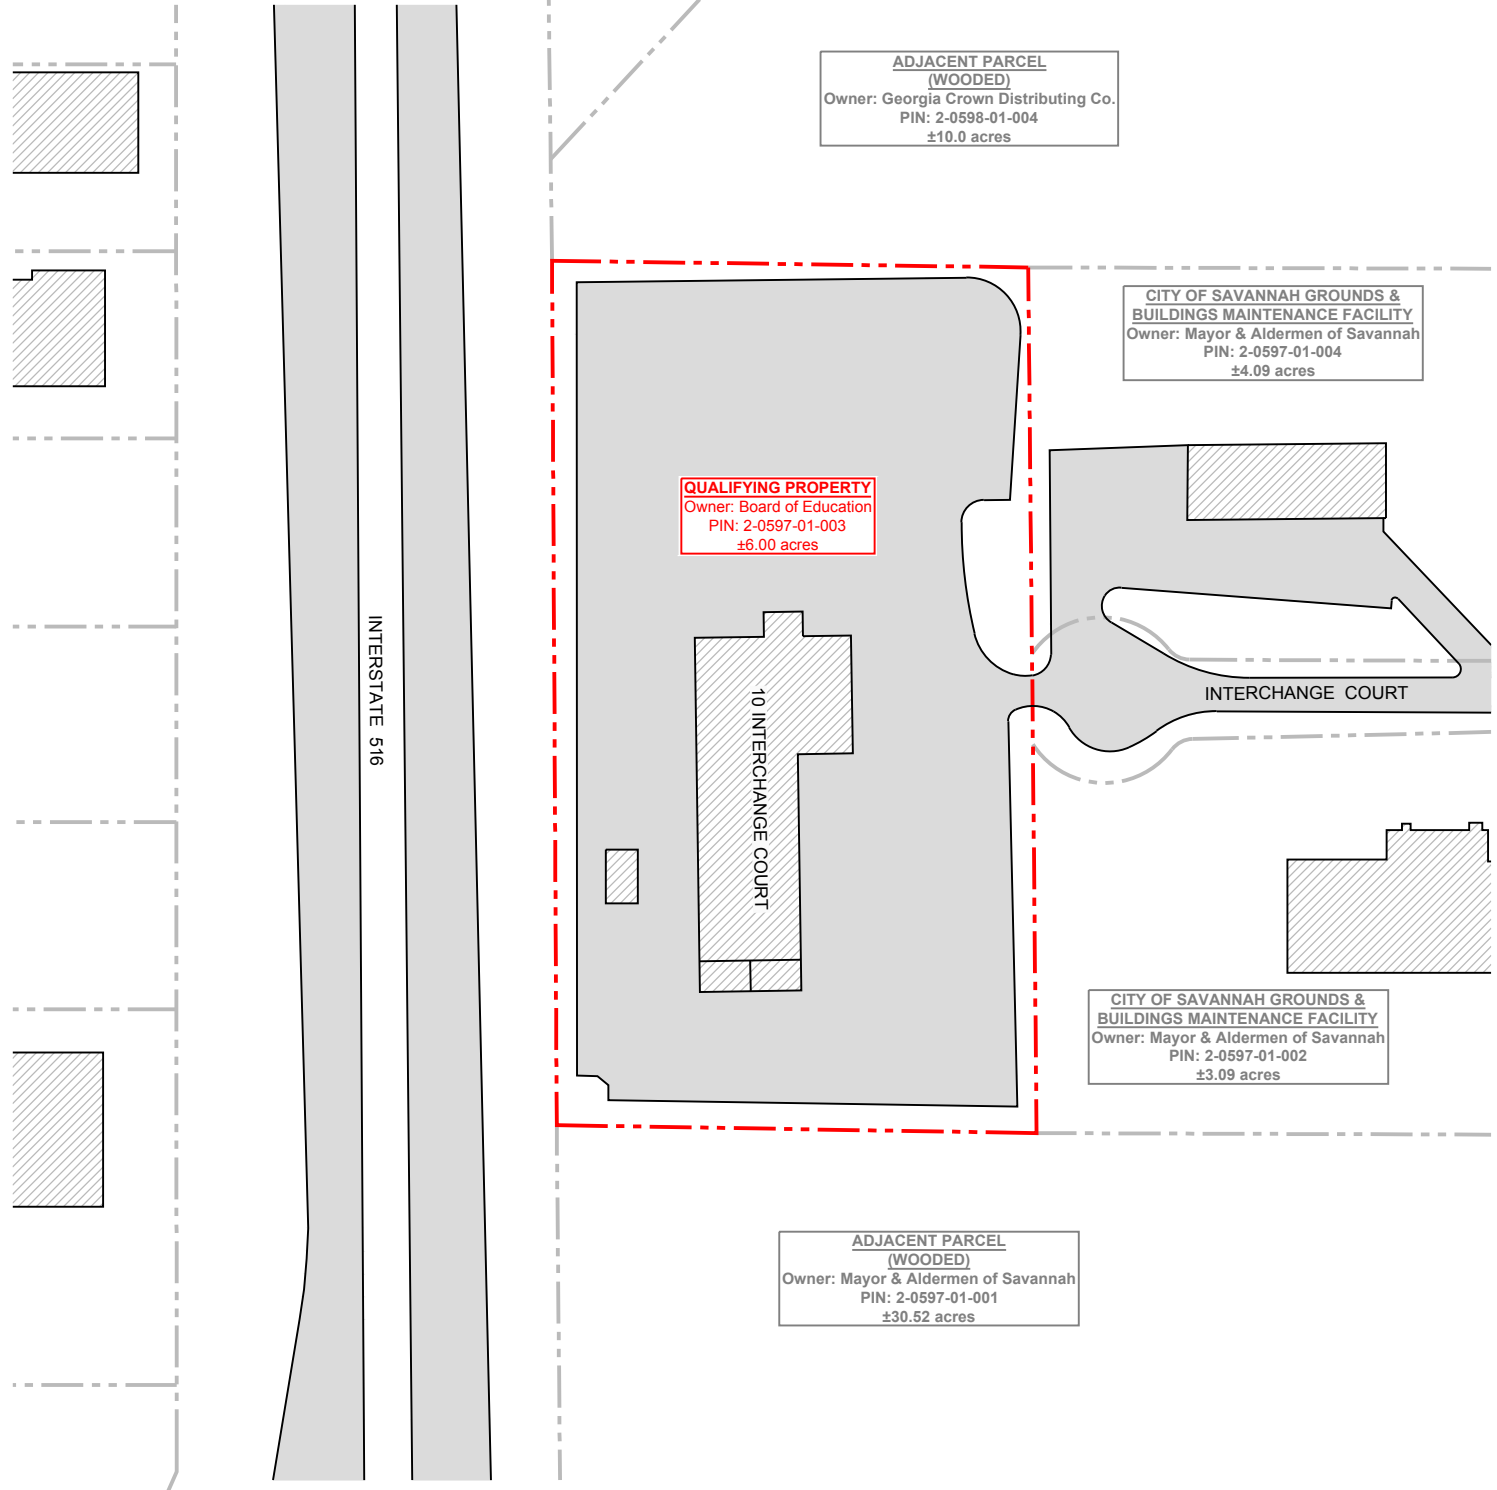 ADJACENT PARCEL
(WOODED)
Owner: Georgia Crown Distributing Co.
PIN: 2-0598-01-004
±10.0 acres
CITY OF SAVANNAH GROUNDS &
BUILDINGS MAINTENANCE FACILITY
Owner: Mayor & Aldermen of Savannah
PIN: 2-0597-01-004
±4.09 acres
QUALIFYING PROPERTY
Owner: Board of Education
PIN: 2-0597-01-003
±6.00 acres
INTERSTATE 516
10 INTERCHANGE COURT
INTERCHANGE COURT
CITY OF SAVANNAH GROUNDS &
BUILDINGS MAINTENANCE FACILITY
Owner: Mayor & Aldermen of Savannah
PIN: 2-0597-01-002
±3.09 acres
ADJACENT PARCEL
(WOODED)
Owner: Mayor & Aldermen of Savannah
PIN: 2-0597-01-001
±30.52 acres